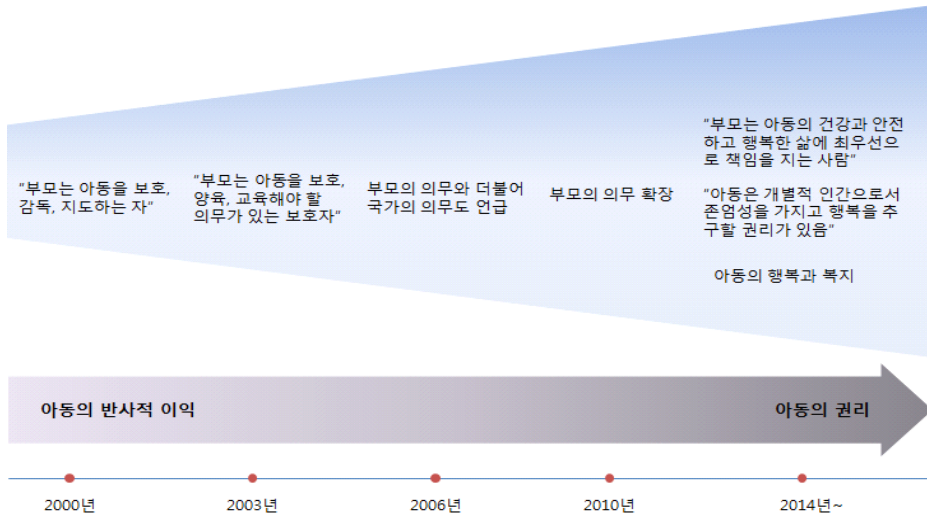 "부모는 아동을 보호,
감독, 지도하는 자"
"부모는 아동을 보호,
양육, 교육해야 할
의무가 있는 보호자"
부모의 의무와 더불어
국가의 의무도 언급
부모의 의무 확장
"부모는 아동의 건강과 안전
하고 행복한 삶에 최우선으
로 책임을 지는 사람"
"아동은 개별적 인간으로서
존엄성을 가지고 행복을 추
구할 권리가 있음"
아동의 행복과 복지
아동의 반사적 이익
아동의 권리
2000년
2003년
2006년
2010년
2014년~